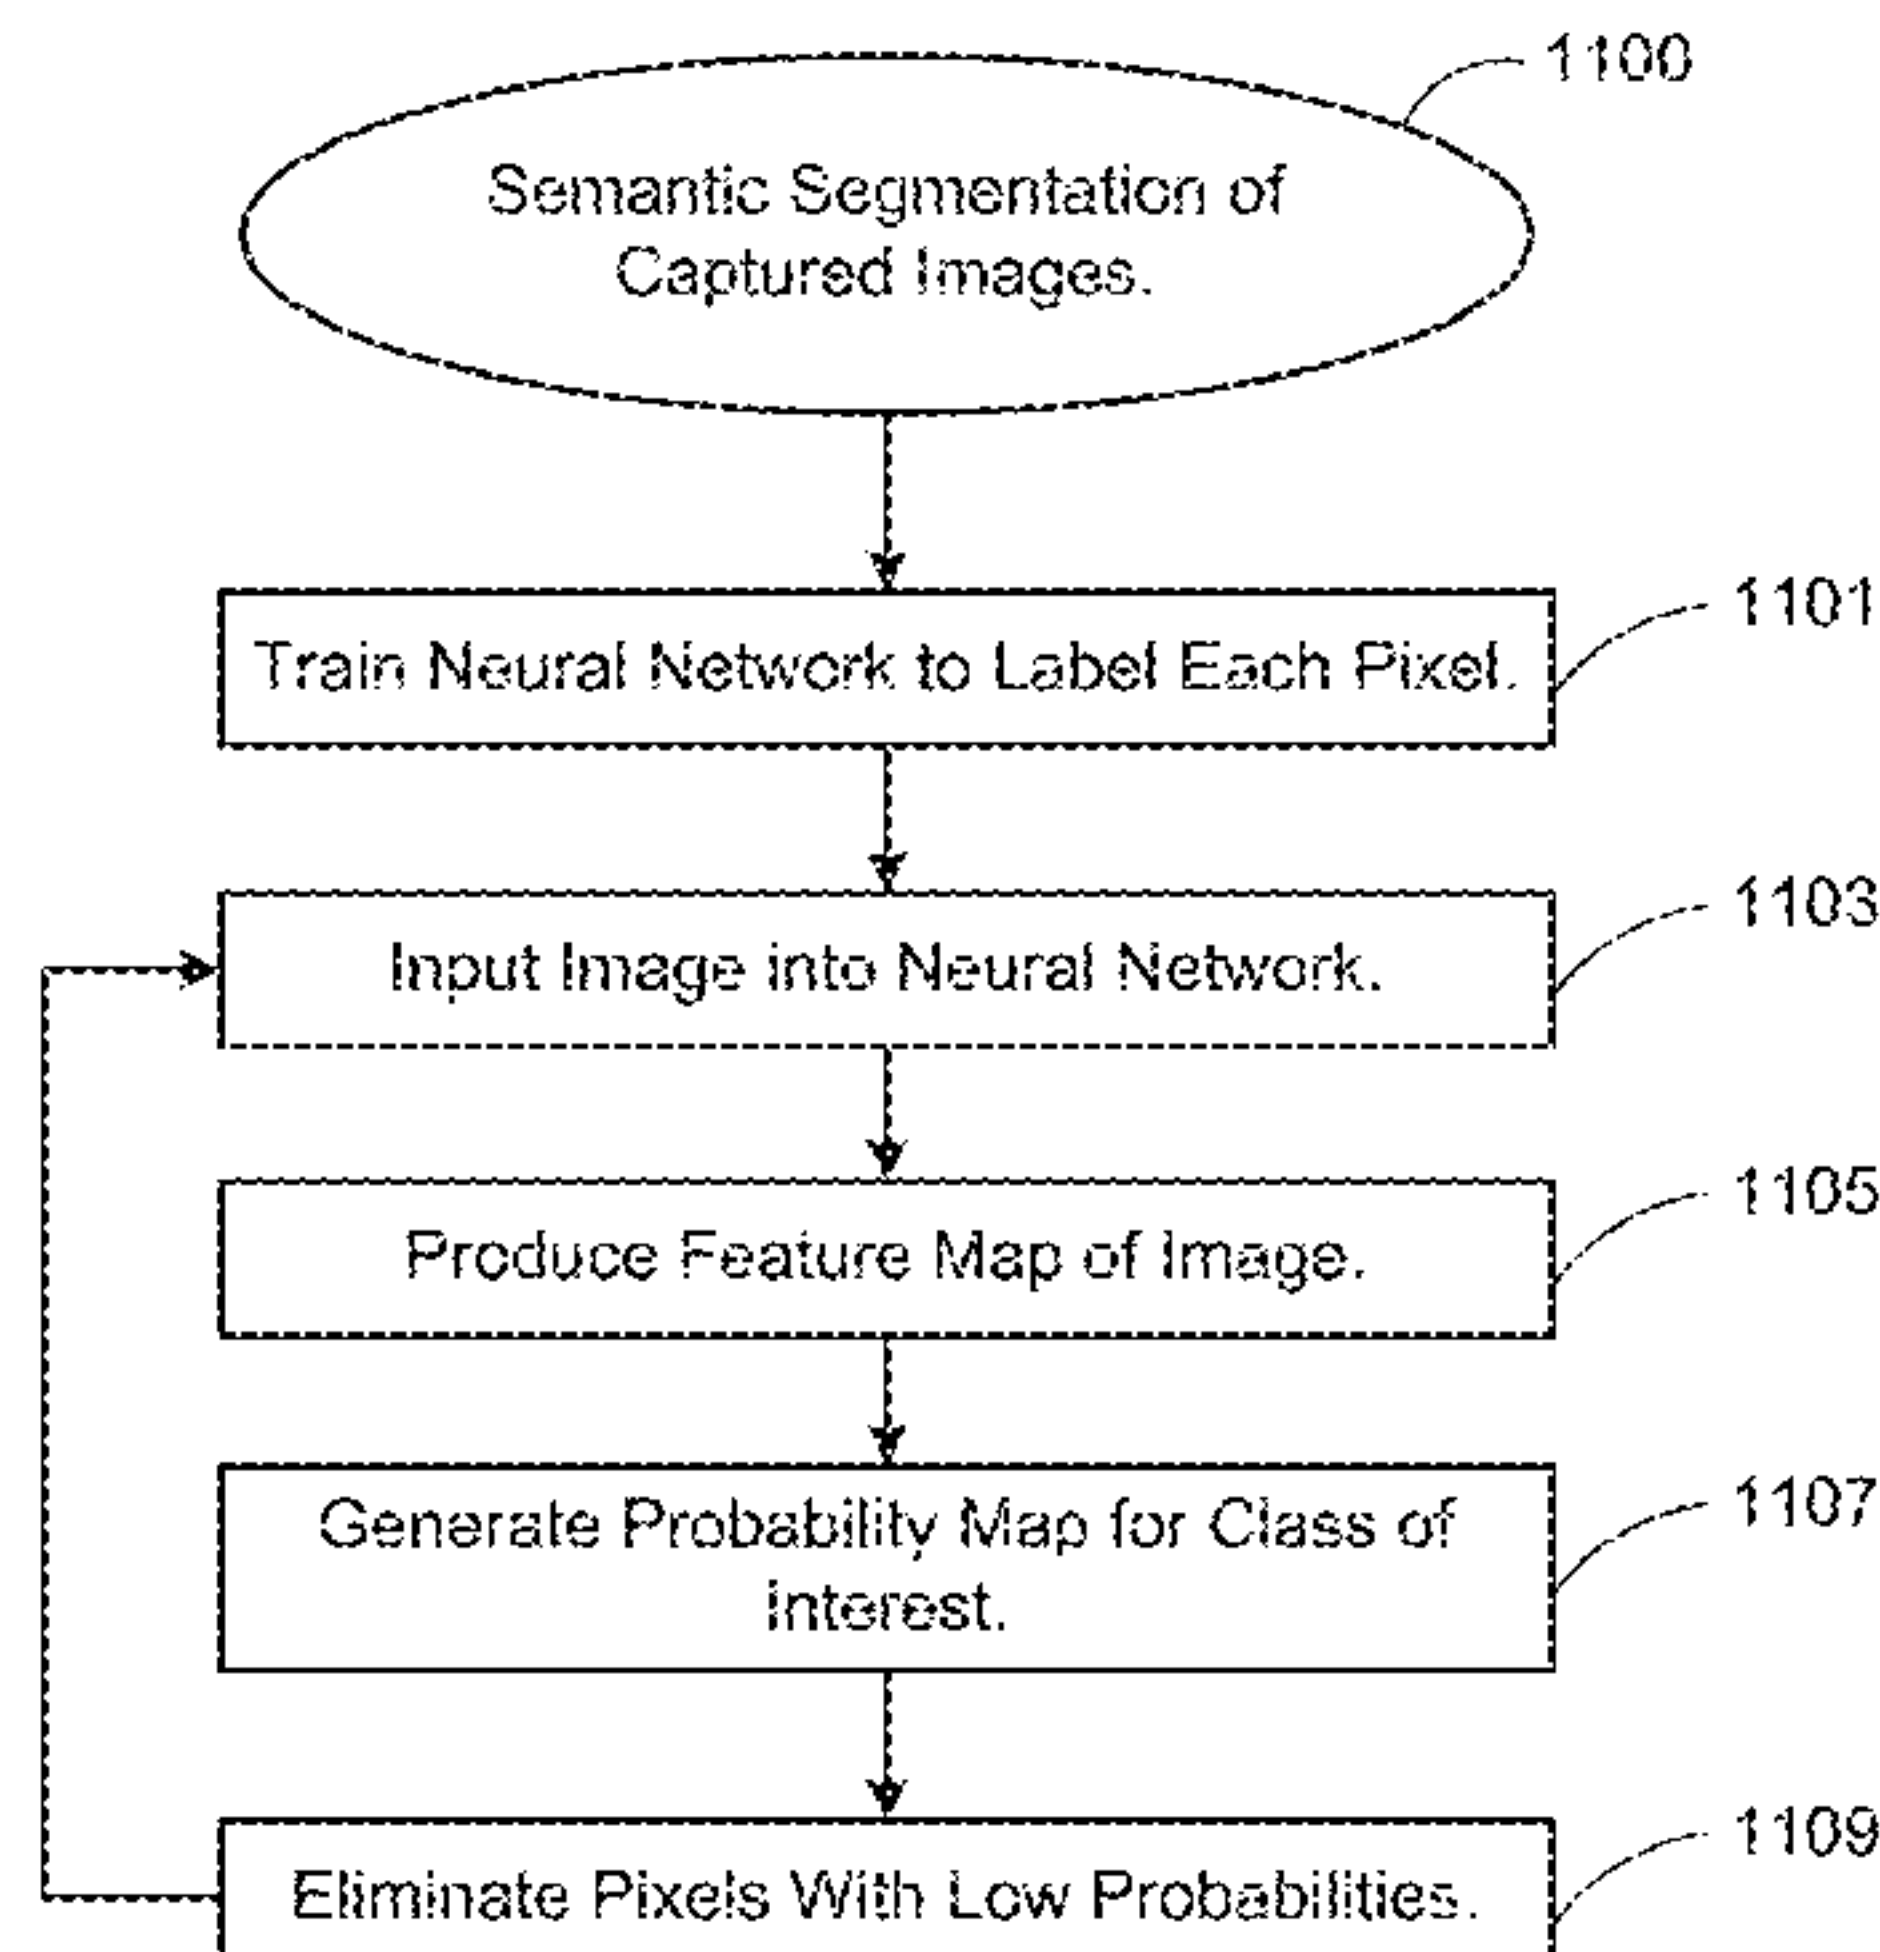 1100
Semantic Segmentation of
Captured Images.
1101
Train Neural Network to Label Each Pixel.
1103
Input Image into Neural Network.
1105
Produce Feature Map of Image.
1107
Generate Probability Map for Class of
Interest.
1109
Eliminate Pixels With Low Probabilities.